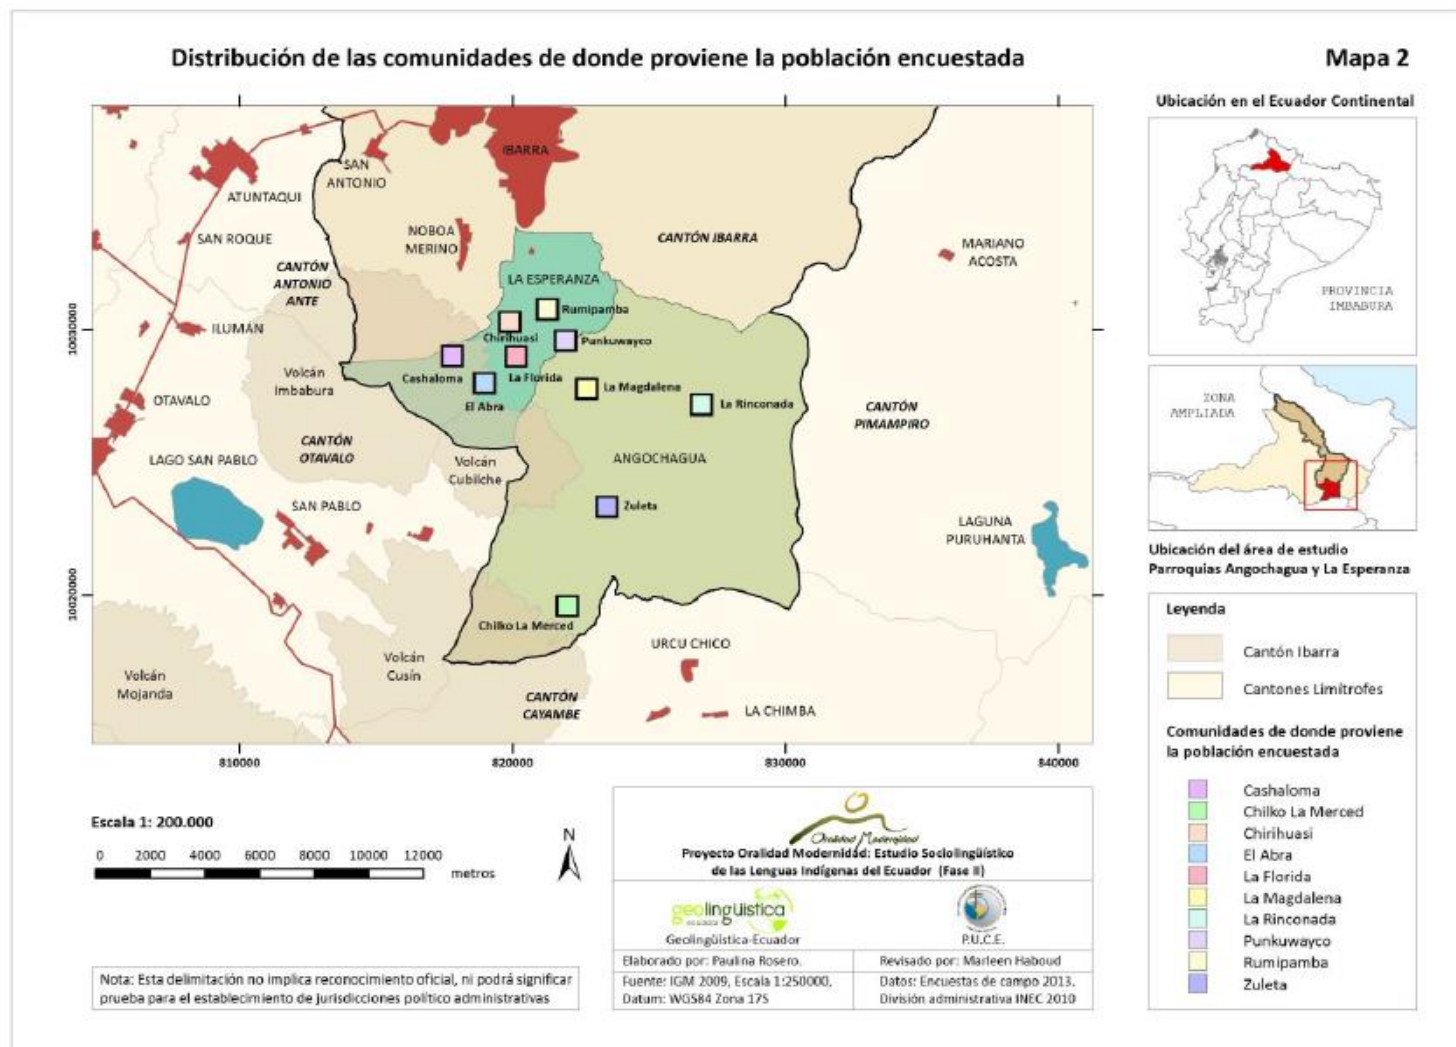 Distribución de las comunidades de donde proviene la población encuestada
Mapa 2
IBARRA
SAN
ANTONIO
ATUNTAQUI
SAN ROQUE
NOBOA
MERINO
CANTÓN IBARRA
MARIANO
ACOSTA
CANTÓN
ANTONIO
ANTE
LA ESPERANZA
Rumipamba
ILUMÁN
Chirihuasi
Punkuwayco
Volcán
Imbabura
Cashaloma
La Florida
La Magdalena
El Abra
La Rinconada
CANTÓN
PIMAMPIRO
OTAVALO
CANTÓN
OTAVALO
LAGO SAN PABLO
Volcán
Cubilche
ANGOCHAGUA
SAN PABLO
Zuleta
LAGUNA
PURUHANTA
Chilko La Merced
URCU CHICO
Volcán
Cusín
Volcán
Mojanda
CANTÓN
CAYAMBE
LA CHIMBA
10030000
10020000
810000
820000
830000
840000
Ubicación en el Ecuador Continental
PROVINCIA
IMBABURA
ZONA
AMPLIADA
Ubicación del área de estudio
Parroquias Angochagua y La Esperanza
Leyenda
Cantón Ibarra
Cantones Limítrofes
Comunidades de donde proviene
la población encuestada
Cashaloma
Chilko La Merced
Chirihuasi
El Abra
La Florida
La Magdalena
La Rinconada
Punkuwayco
Rumipamba
Zuleta
Escala 1: 200.000
0 2000 4000 6000 8000 10000 12000
metros
N
Oralidad Modernidad
Proyecto Oralidad Modernidad: Estudio Sociolingüístico
de las Lenguas Indígenas del Ecuador (Fase II)
geolingüistica
Geolingüística-Ecuador
P.U.C.E.
Elaborado por: Paulina Rosero.
Revisado por: Marleen Haboud
Fuente: IGM 2009, Escala 1:250000,
Datum: WGS84 Zona 17S
Datos: Encuestas de campo 2013.
División administrativa INEC 2010
Nota: Esta delimitación no implica reconocimiento oficial, ni podrá significar
prueba para el establecimiento de jurisdicciones político administrativas